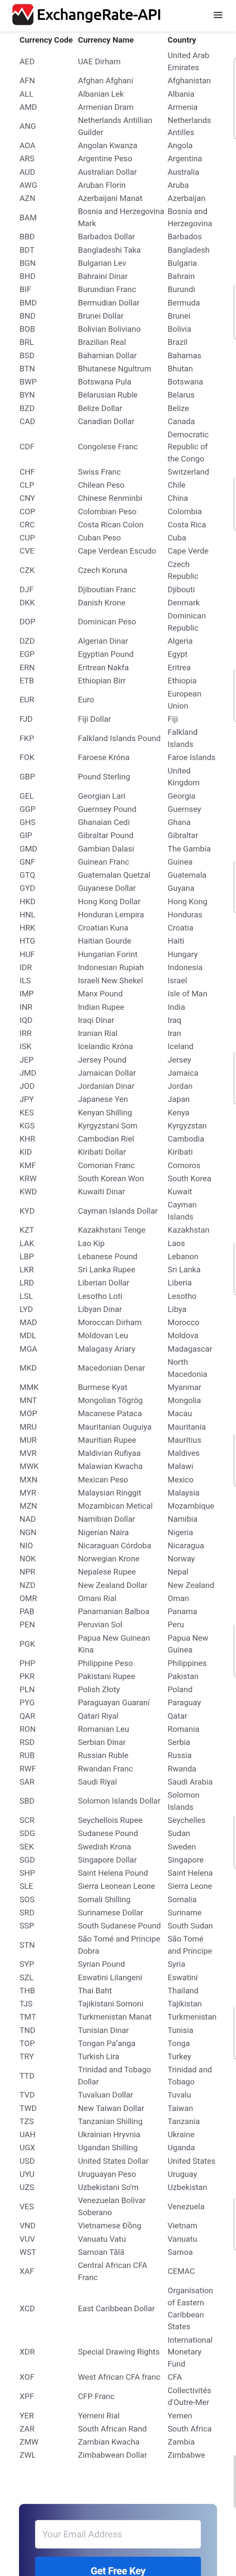 ExchangeRate-API
Currency Code Currency Name Country
AED UAE Dirham United Arab
Emirates
AFN Afghan Afghani Afghanistan
ALL Albanian Lek Albania
AMD Armenian Dram Armenia
ANG Netherlands Antillian
Guilder Netherlands
Antilles
AOA Angolan Kwanza Angola
ARS Argentine Peso Argentina
AUD Australian Dollar Australia
AWG Aruban Florin Aruba
AZN Azerbaijani Manat Azerbaijan
BAM Bosnia and Herzegovina
Mark Bosnia and
Herzegovina
BBD Barbados Dollar Barbados
BDT Bangladeshi Taka Bangladesh
BGN Bulgarian Lev Bulgaria
BHD Bahraini Dinar Bahrain
BIF Burundian Franc Burundi
BMD Bermudian Dollar Bermuda
BND Brunei Dollar Brunei
BOB Bolivian Boliviano Bolivia
BRL Brazilian Real Brazil
BSD Bahamian Dollar Bahamas
BTN Bhutanese Ngultrum Bhutan
BWP Botswana Pula Botswana
BYN Belarusian Ruble Belarus
BZD Belize Dollar Belize
CAD Canadian Dollar Canada
CDF Congolese Franc Democratic
Republic of
the Congo
CHF Swiss Franc Switzerland
CLP Chilean Peso Chile
CNY Chinese Renminbi China
COP Colombian Peso Colombia
CRC Costa Rican Colon Costa Rica
CUP Cuban Peso Cuba
CVE Cape Verdean Escudo Cape Verde
CZK Czech Koruna Czech
Republic
DJF Djiboutian Franc Djibouti
DKK Danish Krone Denmark
DOP Dominican Peso Dominican
Republic
DZD Algerian Dinar Algeria
EGP Egyptian Pound Egypt
ERN Eritrean Nakfa Eritrea
ETB Ethiopian Birr Ethiopia
EUR Euro European
Union
FJD Fiji Dollar Fiji
FKP Falkland Islands Pound Falkland
Islands
FOK Faroese Króna Faroe Islands
GBP Pound Sterling United
Kingdom
GEL Georgian Lari Georgia
GGP Guernsey Pound Guernsey
GHS Ghanaian Cedi Ghana
GIP Gibraltar Pound Gibraltar
GMD Gambian Dalasi The Gambia
GNF Guinean Franc Guinea
GTQ Guatemalan Quetzal Guatemala
GYD Guyanese Dollar Guyana
HKD Hong Kong Dollar Hong Kong
HNL Honduran Lempira Honduras
HRK Croatian Kuna Croatia
HTG Haitian Gourde Haiti
HUF Hungarian Forint Hungary
IDR Indonesian Rupiah Indonesia
ILS Israeli New Shekel Israel
IMP Manx Pound Isle of Man
INR Indian Rupee India
IQD Iraqi Dinar Iraq
IRR Iranian Rial Iran
ISK Icelandic Króna Iceland
JEP Jersey Pound Jersey
JMD Jamaican Dollar Jamaica
JOD Jordanian Dinar Jordan
JPY Japanese Yen Japan
KES Kenyan Shilling Kenya
KGS Kyrgyzstani Som Kyrgyzstan
KHR Cambodian Riel Cambodia
KID Kiribati Dollar Kiribati
KMF Comorian Franc Comoros
KRW South Korean Won South Korea
KWD Kuwaiti Dinar Kuwait
KYD Cayman Islands Dollar Cayman
Islands
KZT Kazakhstani Tenge Kazakhstan
LAK Lao Kip Laos
LBP Lebanese Pound Lebanon
LKR Sri Lanka Rupee Sri Lanka
LRD Liberian Dollar Liberia
LSL Lesotho Loti Lesotho
LYD Libyan Dinar Libya
MAD Moroccan Dirham Morocco
MDL Moldovan Leu Moldova
MGA Malagasy Ariary Madagascar
MKD Macedonian Denar North
Macedonia
MMK Burmese Kyat Myanmar
MNT Mongolian Tögrög Mongolia
MOP Macanese Pataca Macau
MRU Mauritanian Ouguiya Mauritania
MUR Mauritian Rupee Mauritius
MVR Maldivian Rufiyaa Maldives
MWK Malawian Kwacha Malawi
MXN Mexican Peso Mexico
MYR Malaysian Ringgit Malaysia
MZN Mozambican Metical Mozambique
NAD Namibian Dollar Namibia
NGN Nigerian Naira Nigeria
NIO Nicaraguan Córdoba Nicaragua
NOK Norwegian Krone Norway
NPR Nepalese Rupee Nepal
NZD New Zealand Dollar New Zealand
OMR Omani Rial Oman
PAB Panamanian Balboa Panama
PEN Peruvian Sol Peru
PGK Papua New Guinean
Kina Papua New
Guinea
PHP Philippine Peso Philippines
PKR Pakistani Rupee Pakistan
PLN Polish Złoty Poland
PYG Paraguayan Guaraní Paraguay
QAR Qatari Riyal Qatar
RON Romanian Leu Romania
RSD Serbian Dinar Serbia
RUB Russian Ruble Russia
RWF Rwandan Franc Rwanda
SAR Saudi Riyal Saudi Arabia
SBD Solomon Islands Dollar Solomon
Islands
SCR Seychellois Rupee Seychelles
SDG Sudanese Pound Sudan
SEK Swedish Krona Sweden
SGD Singapore Dollar Singapore
SHP Saint Helena Pound Saint Helena
SLE Sierra Leonean Leone Sierra Leone
SOS Somali Shilling Somalia
SRD Surinamese Dollar Suriname
SSP South Sudanese Pound South Sudan
STN São Tomé and Príncipe
Dobra São Tomé
and Príncipe
SYP Syrian Pound Syria
SZL Eswatini Lilangeni Eswatini
THB Thai Baht Thailand
TJS Tajikistani Somoni Tajikistan
TMT Turkmenistan Manat Turkmenistan
TND Tunisian Dinar Tunisia
TOP Tongan Paʻanga Tonga
TRY Turkish Lira Turkey
TTD Trinidad and Tobago
Dollar Trinidad and
Tobago
TVD Tuvaluan Dollar Tuvalu
TWD New Taiwan Dollar Taiwan
TZS Tanzanian Shilling Tanzania
UAH Ukrainian Hryvnia Ukraine
UGX Ugandan Shilling Uganda
USD United States Dollar United States
UYU Uruguayan Peso Uruguay
UZS Uzbekistani So'm Uzbekistan
VES Venezuelan Bolívar
Soberano Venezuela
VND Vietnamese Đồng Vietnam
VUV Vanuatu Vatu Vanuatu
WST Samoan Tālā Samoa
XAF Central African CFA
Franc CEMAC
XCD East Caribbean Dollar Organisation
of Eastern
Caribbean
States
XDR Special Drawing Rights International
Monetary
Fund
XOF West African CFA franc CFA
XPF CFP Franc Collectivités
d'Outre-Mer
YER Yemeni Rial Yemen
ZAR South African Rand South Africa
ZMW Zambian Kwacha Zambia
ZWL Zimbabwean Dollar Zimbabwe
Your Email Address
Get Free Key